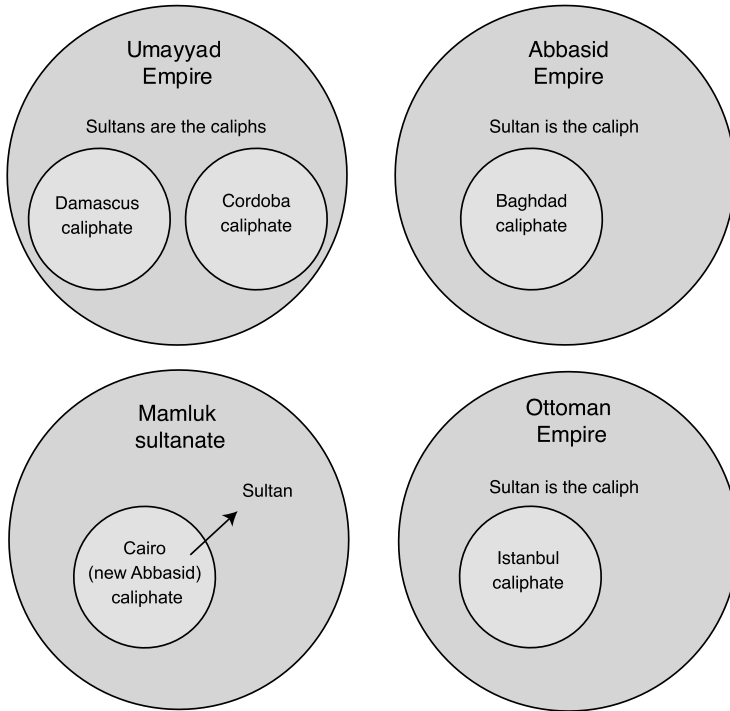 Umayyad
Empire
Sultans are the caliphs
Damascus
caliphate
Cordoba
caliphate
Abbasid
Empire
Sultan is the caliph
Baghdad
caliphate
Mamluk
sultanate
Sultan
Cairo
(new Abbasid)
caliphate
Ottoman
Empire
Sultan is the caliph
Istanbul
caliphate